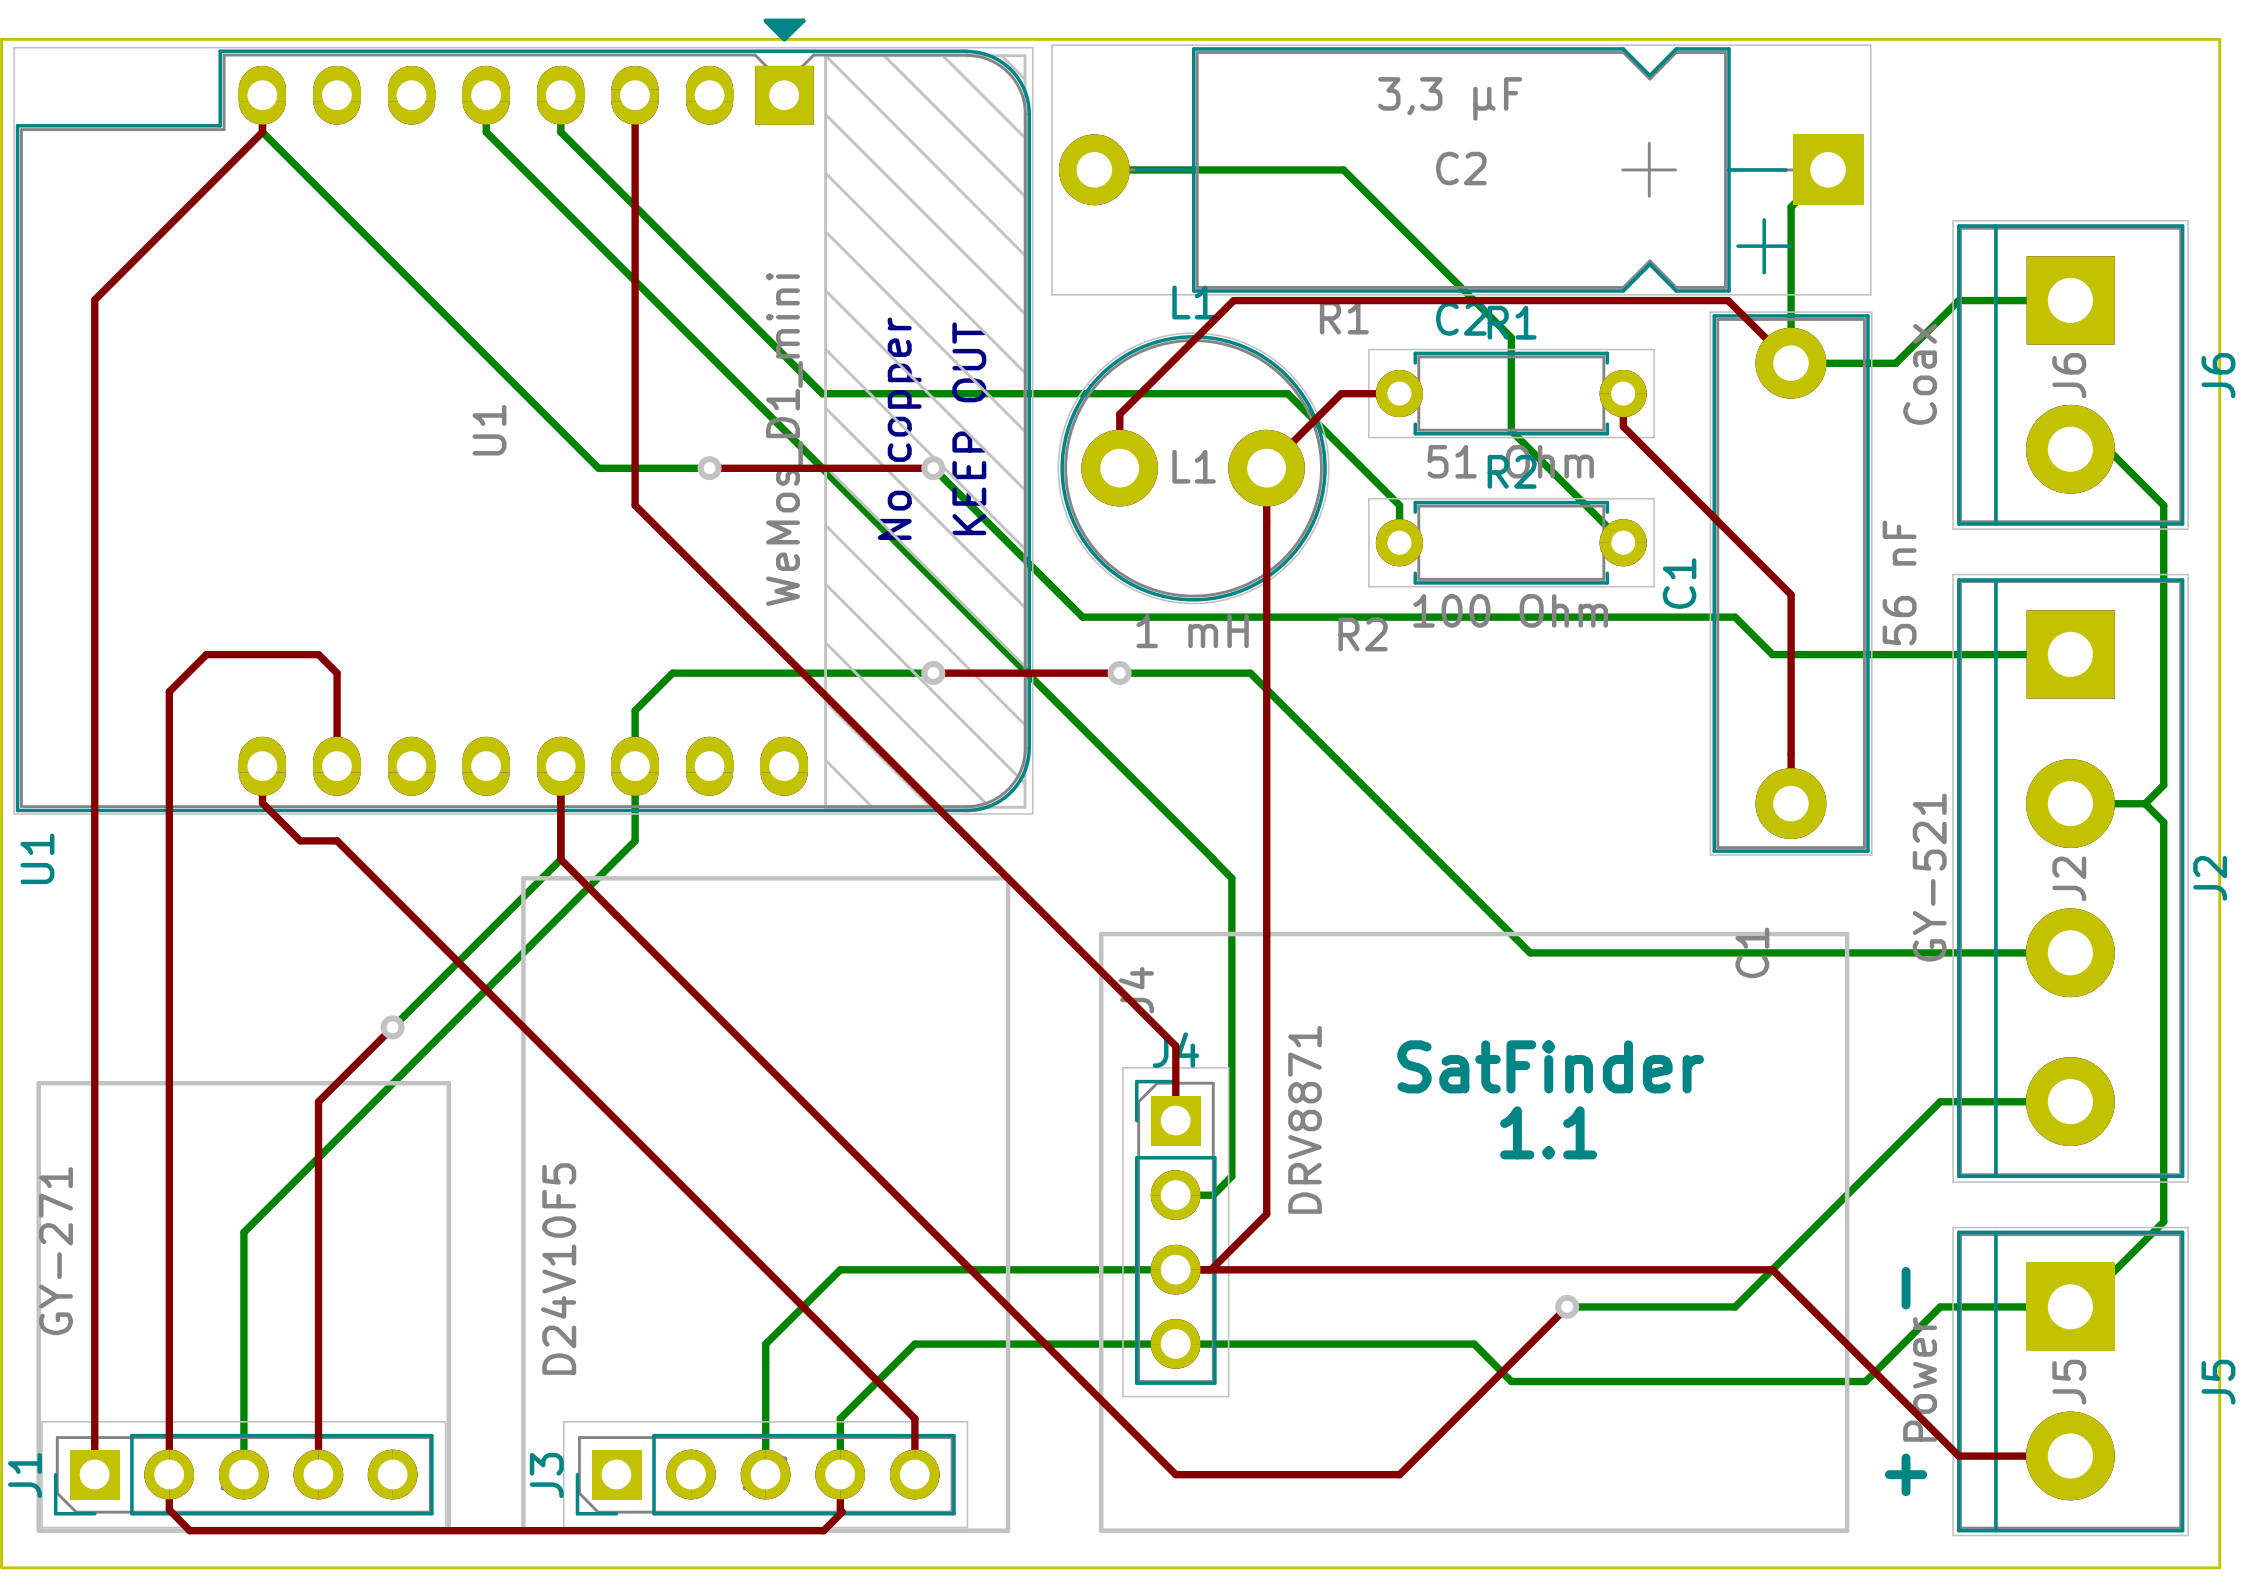 3,3 µF
C2
L1
R1
C2
R1
J6
Coax
J6
U1
WeMos D1 mini
No copper
KEEP OUT
L1
51 Ohm
R2
C1
56 nF
1 mH
R2
100 Ohm
U1
GY-521
J2
J2
C1
J4
J4
DRV8871
SatFinder
1.1
GY-271
D24V10F5
-
Power
J5
J5
+
J1
J3